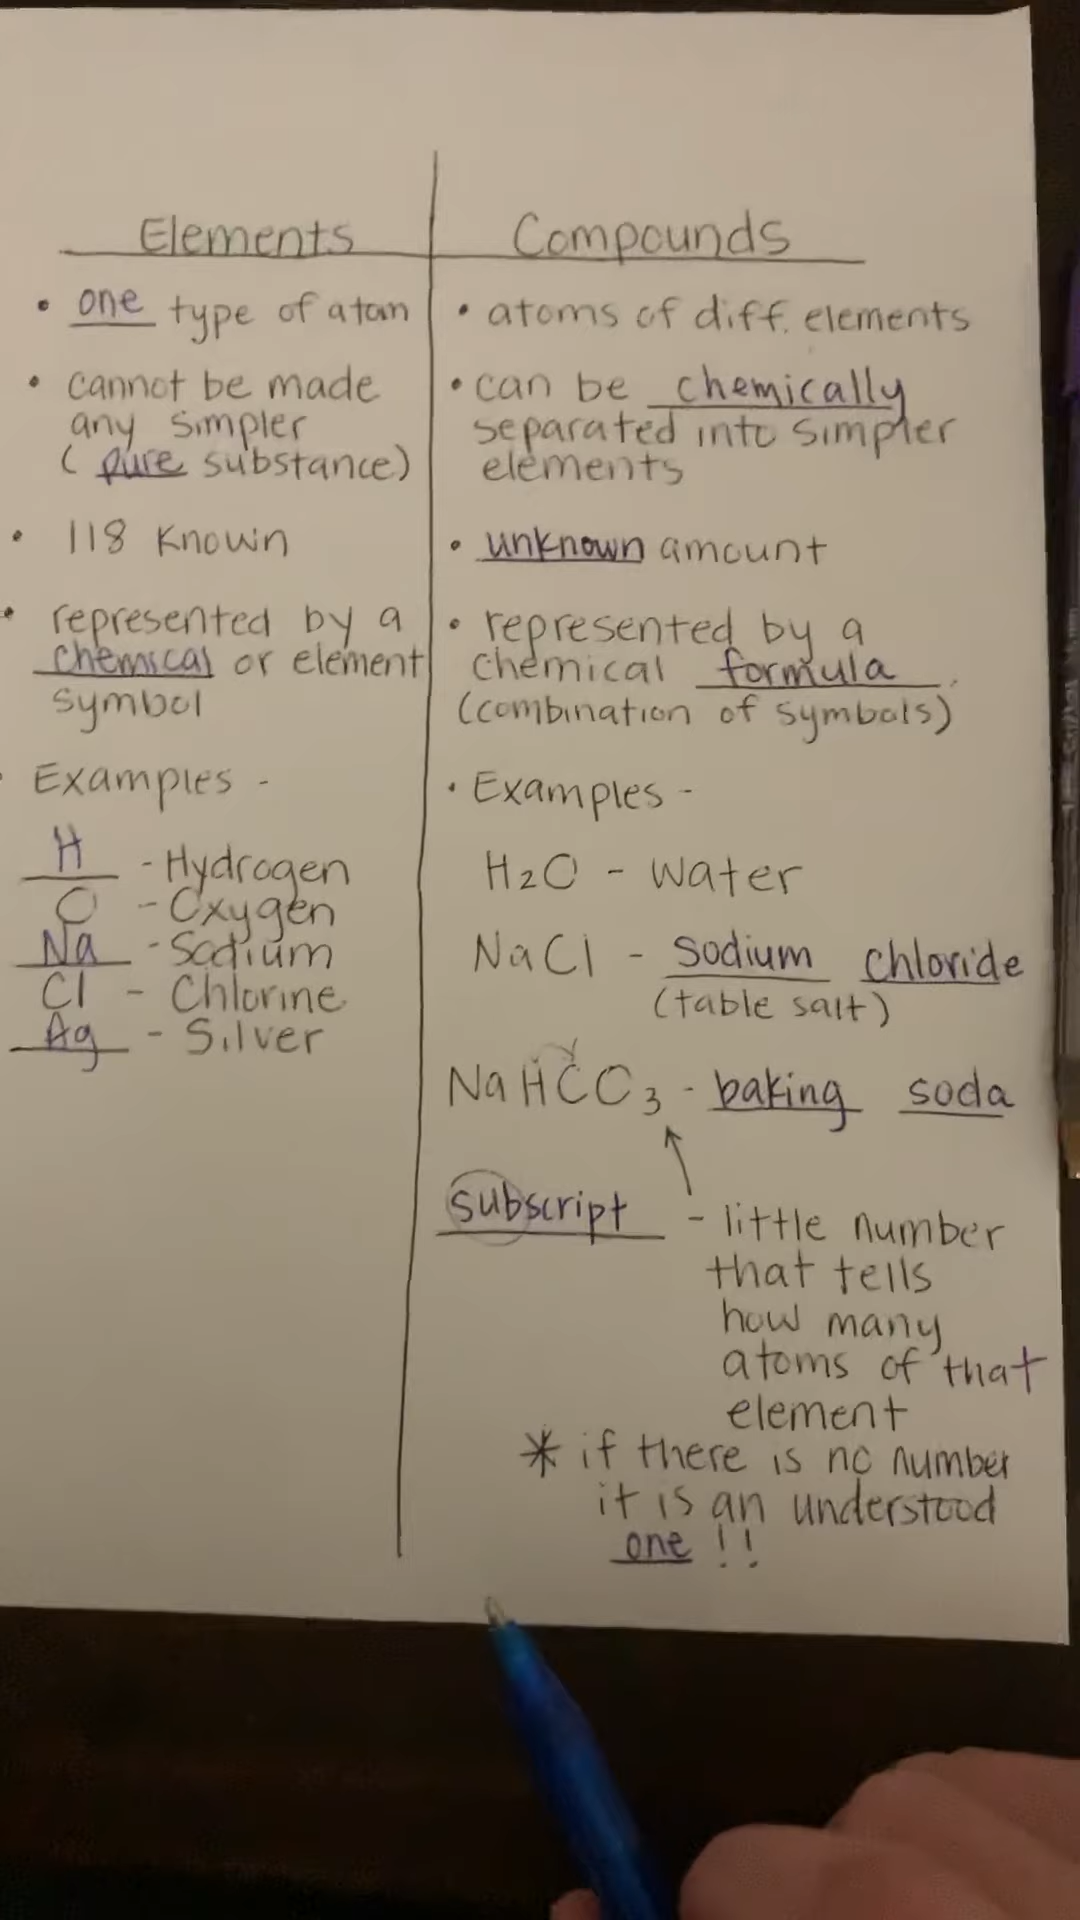 Elements
• one type of atom
• cannot be made
any simpler
(pure substance)
• 118 known
• represented by a
chemical or element
symbol
• Examples -
H - Hydrogen
O - Oxygen
Na - Sodium
Cl - Chlorine
Ag - Silver
Compounds
• atoms of diff. elements
• can be chemically
separated into simpler
elements
• unknown amount
• represented by a
chemical formula.
(combination of symbols)
• Examples -
H2O - water
NaCl - sodium chloride
(table salt)
NaHCO3 - baking soda
subscript - little number
that tells
how many
atoms of that
element
* if there is no number
it is an understood
one!!